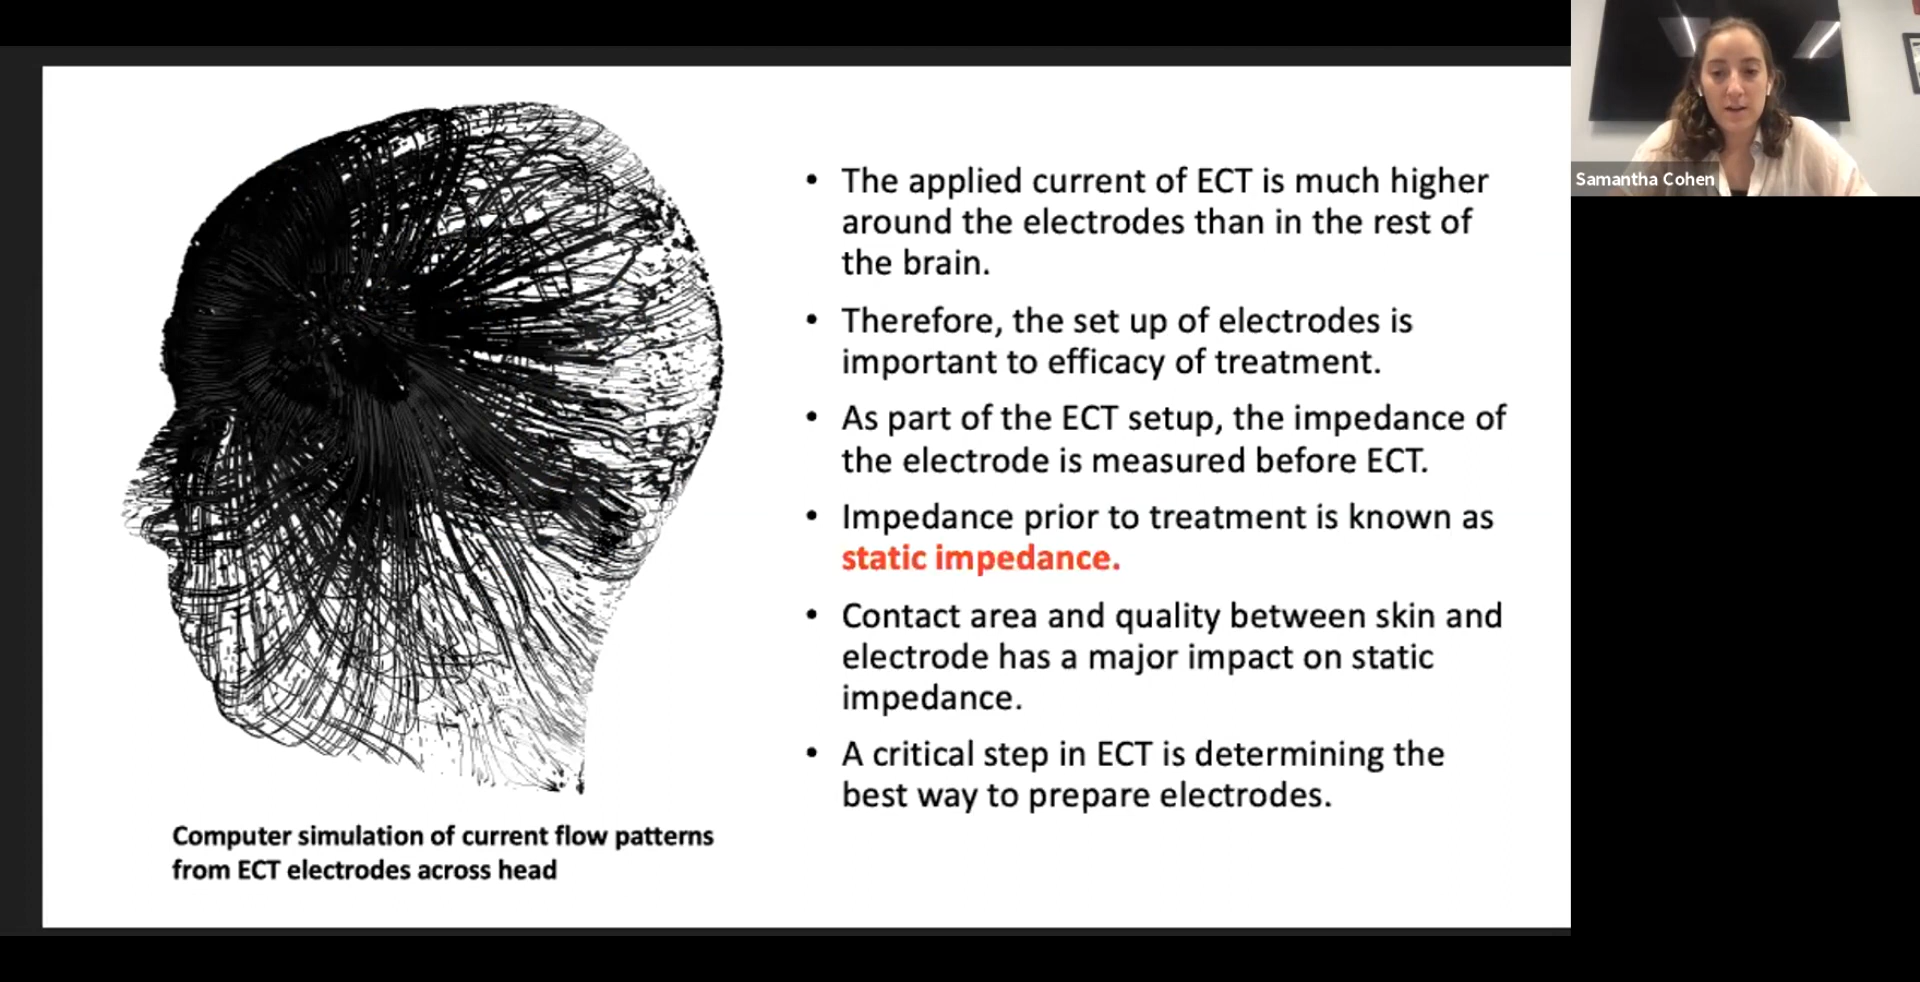 Samantha Cohen
• The applied current of ECT is much higher
around the electrodes than in the rest of
the brain.
• Therefore, the set up of electrodes is
important to efficacy of treatment.
• As part of the ECT setup, the impedance of
the electrode is measured before ECT.
• Impedance prior to treatment is known as
static impedance.
• Contact area and quality between skin and
electrode has a major impact on static
impedance.
• A critical step in ECT is determining the
best way to prepare electrodes.
Computer simulation of current flow patterns
from ECT electrodes across head